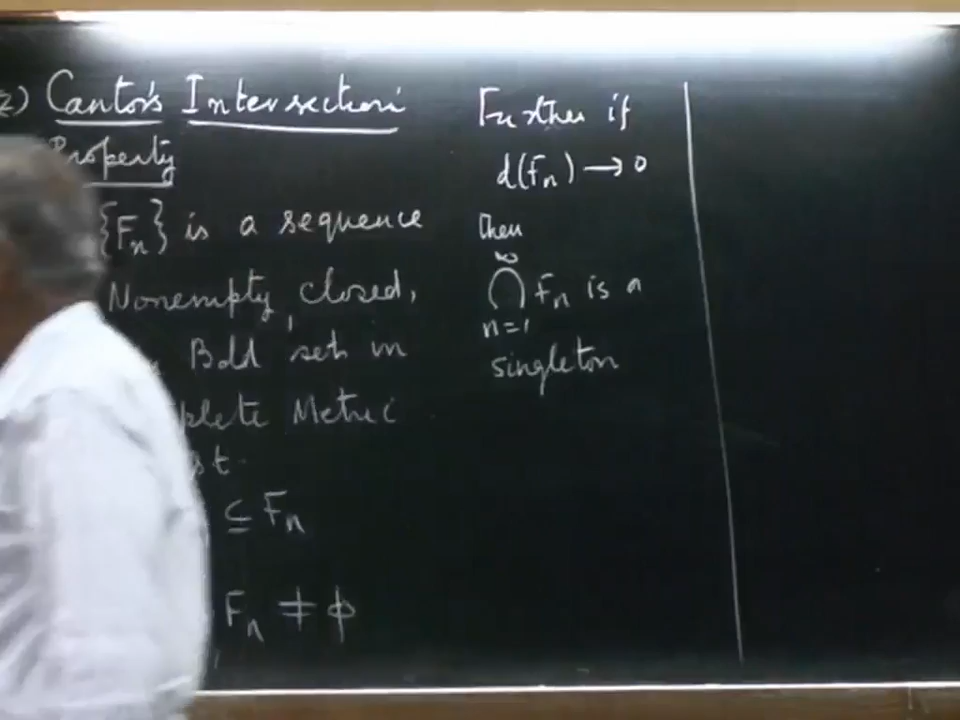 2) Cantor's Intersection
Property
{Fn} is a sequence
Nonempty, closed,
Bdd sets in
plete Metric
st.
⊆ Fn
Fn ≠ φ
Further if
d(Fn) → 0
Then
∞
⋂ Fn is a
n=1
singleton